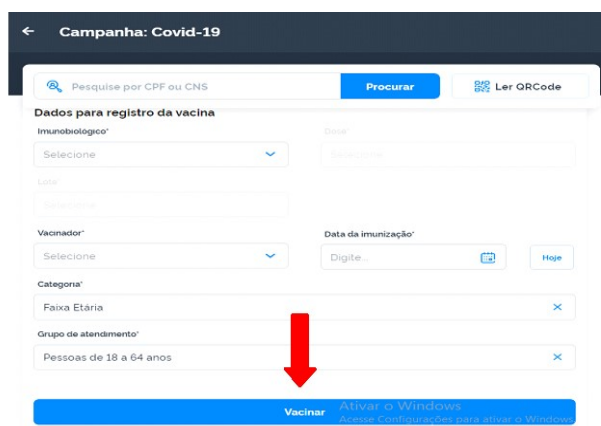 Campanha: Covid-19
Pesquise por CPF ou CNS
Procurar
Ler QRCode
Dados para registro da vacina
Imunobiológico*
Dose*
Selecione
Selecione
Lote*
Selecione
Vacinador*
Data da imunização*
Selecione
Digite...
Hoje
Categoria*
Faixa Etária
Grupo de atendimento*
Pessoas de 18 a 64 anos
Vacinar
Ativar o Windows
Acesse Configurações para ativar o Windows